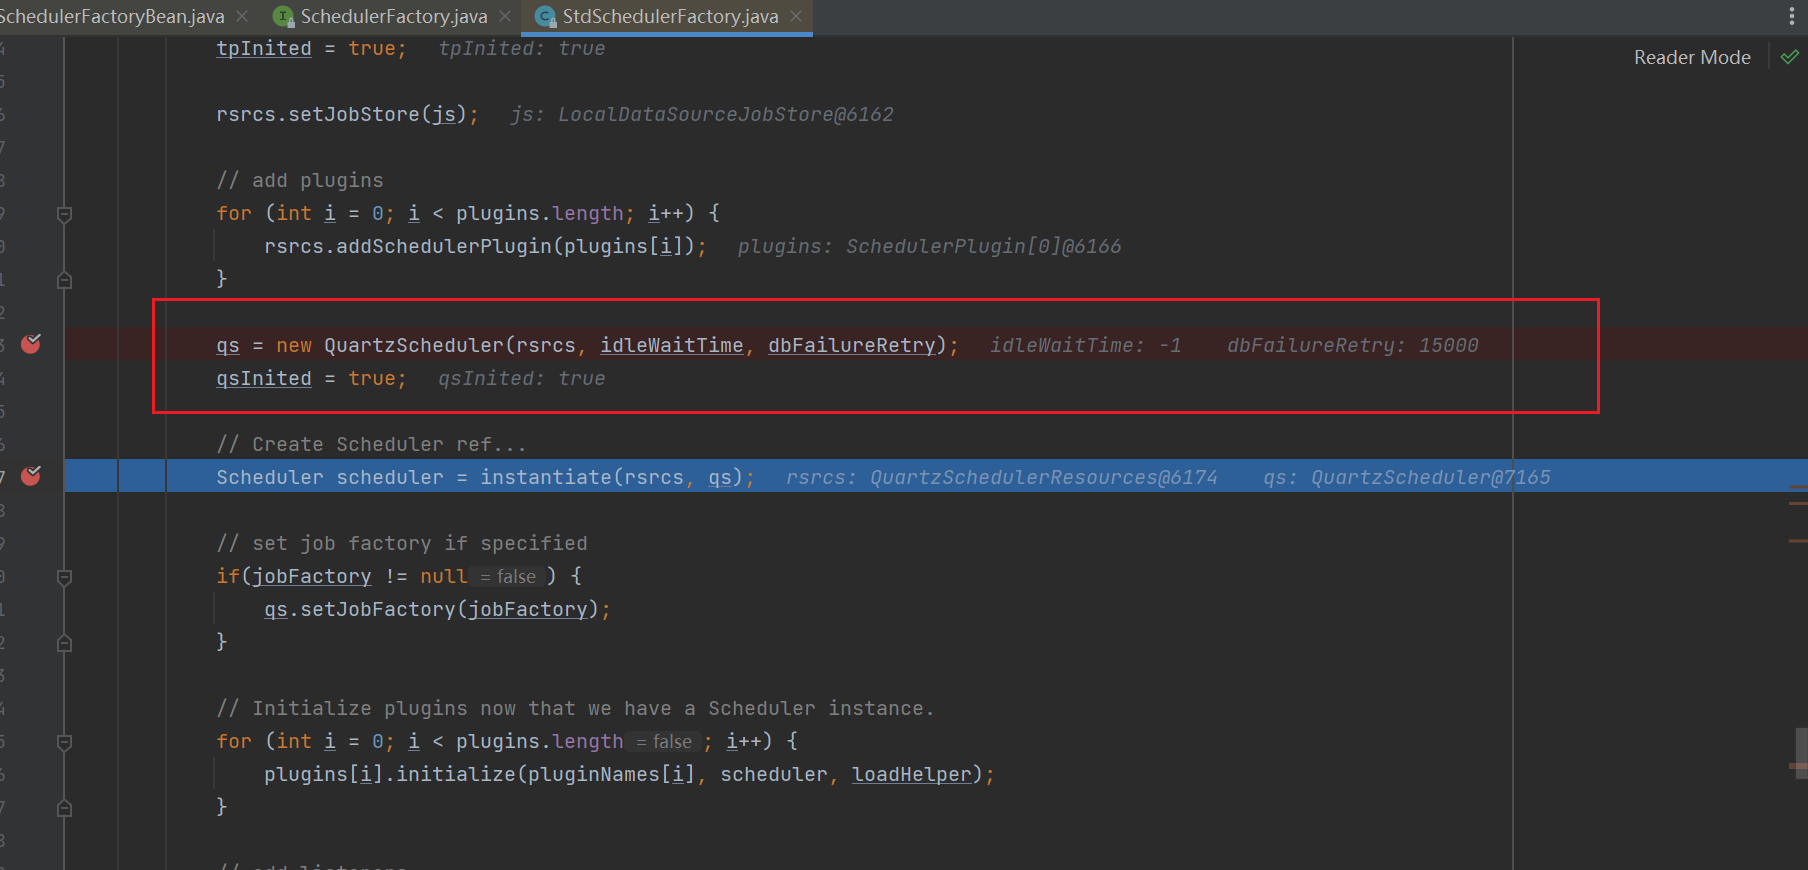 SchedulerFactoryBean.java SchedulerFactory.java StdSchedulerFactory.java
tpInited = true; tpInited: true
Reader Mode
rsrcs.setJobStore(js); js: LocalDataSourceJobStore@6162
// add plugins
for (int i = 0; i < plugins.length; i++) {
rsrcs.addSchedulerPlugin(plugins[i]); plugins: SchedulerPlugin[0]@6166
}
qs = new QuartzScheduler(rsrcs, idleWaitTime, dbFailureRetry); idleWaitTime: -1 dbFailureRetry: 15000
qsInited = true; qsInited: true
// Create Scheduler ref...
Scheduler scheduler = instantiate(rsrcs, qs); rsrcs: QuartzSchedulerResources@6174 qs: QuartzScheduler@7165
// set job factory if specified
if(jobFactory != null = false ) {
qs.setJobFactory(jobFactory);
}
// Initialize plugins now that we have a Scheduler instance.
for (int i = 0; i < plugins.length = false ; i++) {
plugins[i].initialize(pluginNames[i], scheduler, loadHelper);
}
// add listeners